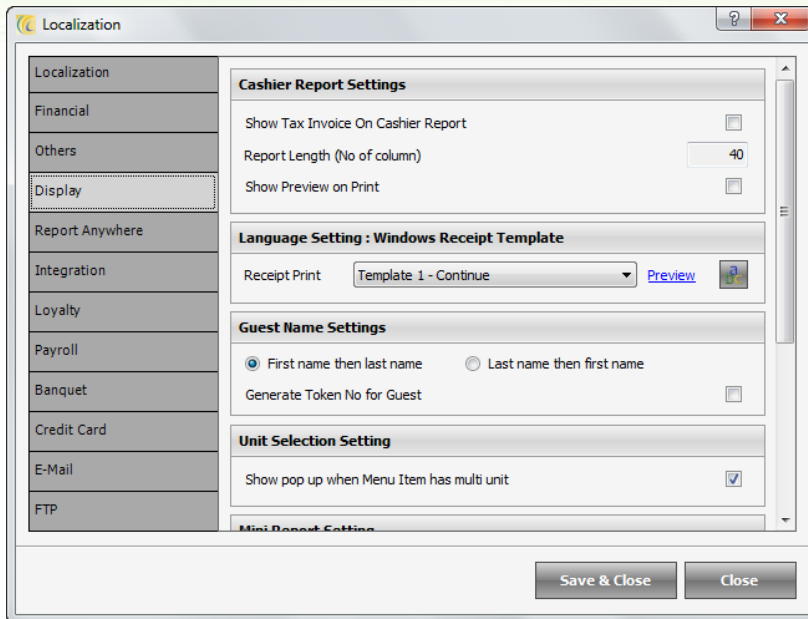 Localization
Localization
Financial
Others
Display
Report Anywhere
Integration
Loyalty
Payroll
Banquet
Credit Card
E-Mail
FTP
Cashier Report Settings
Show Tax Invoice On Cashier Report
Report Length (No of column) 40
Show Preview on Print
Language Setting : Windows Receipt Template
Receipt Print Template 1 - Continue Preview
Guest Name Settings
First name then last name Last name then first name
Generate Token No for Guest
Unit Selection Setting
Show pop up when Menu Item has multi unit
Mini Report Setting
Save & Close Close